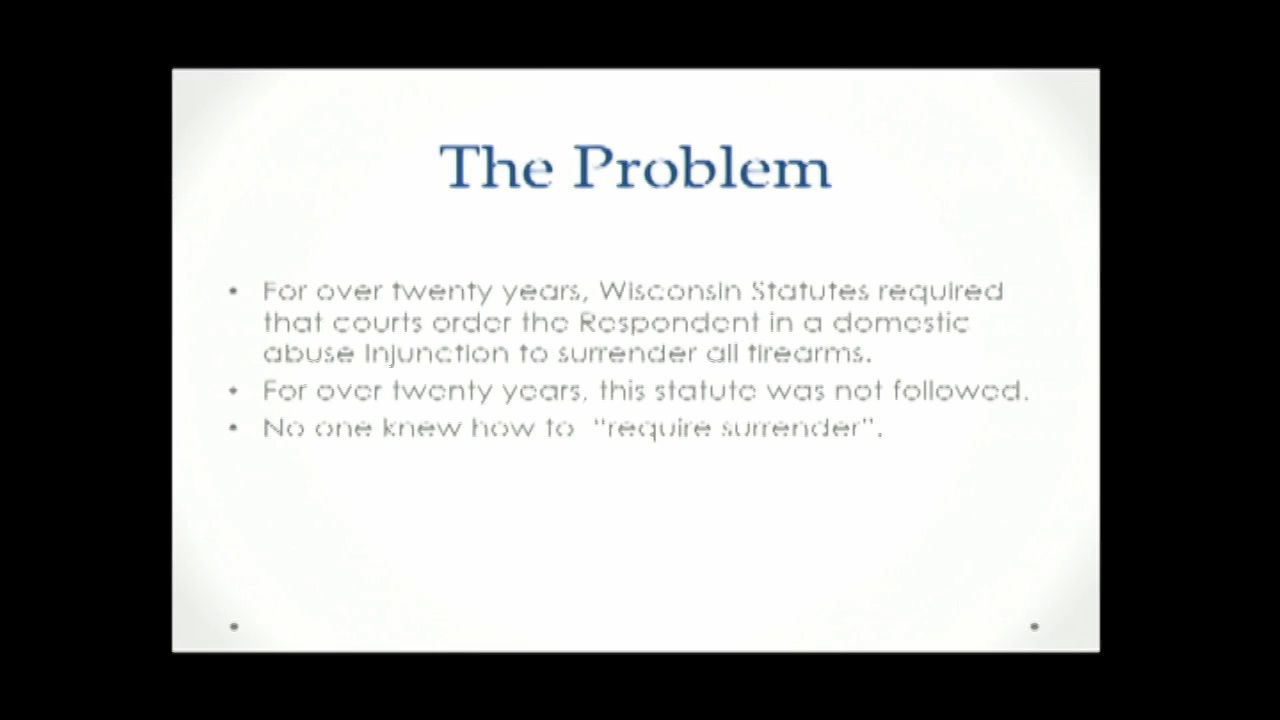 The Problem
• For over twenty years, Wisconsin Statutes required
that courts order the Respondent in a domestic
abuse Injunction to surrender all firearms.
• For over twenty years, this statute was not followed.
• No one knew how to “require surrender”.